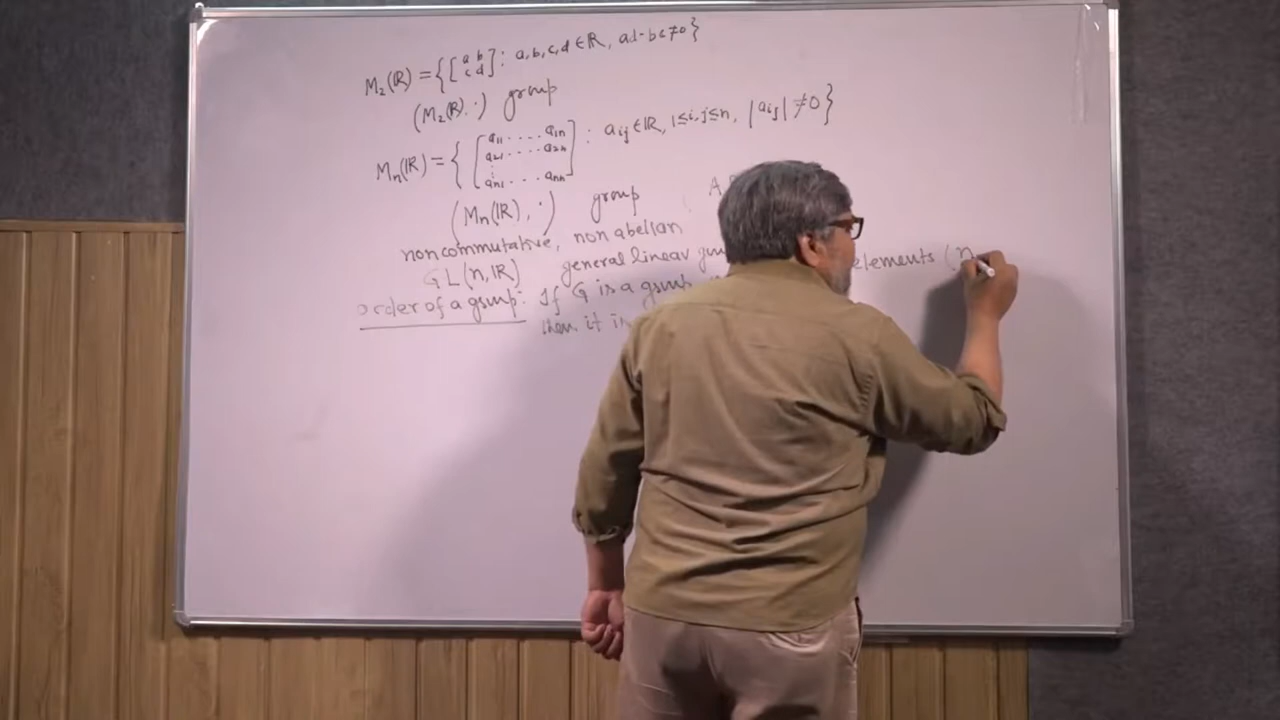 M₂(ℝ) = { [a b c d] : a, b, c, d ∈ ℝ, ad-bc ≠ 0 }
(M₂(ℝ), ·) group
Mₙ(ℝ) = { [a₁₁ .... a₁ₙ
a₂₁ .... a₂ₙ
⋮
aₙ₁ ... aₙₙ] : aᵢⱼ ∈ ℝ, 1≤i,j≤n, |aᵢⱼ| ≠ 0 }
(Mₙ(ℝ), ·) group A
noncommutative, non abelian
GL(n, ℝ) general linear
order of a group: If G is a group elements (n
then it is